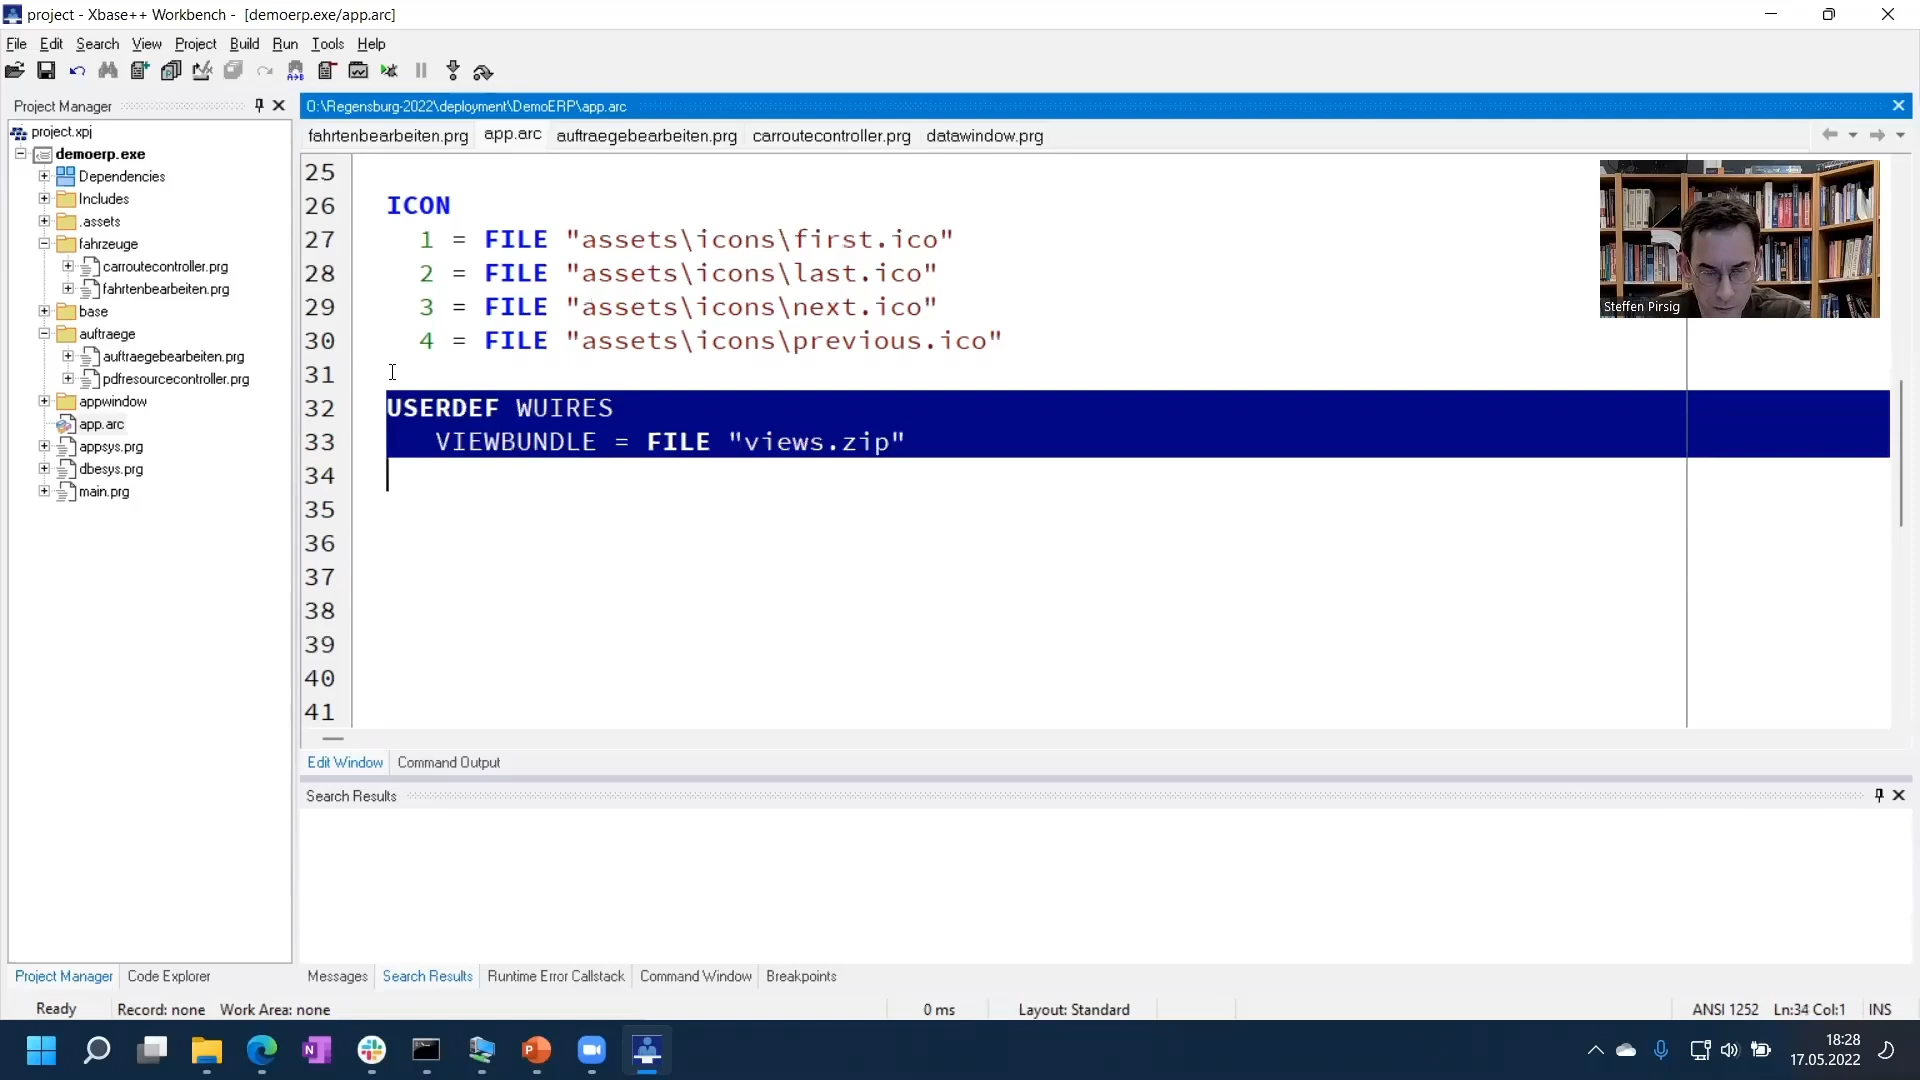 project - Xbase++ Workbench - [demoerp.exe/app.arc]
File Edit Search View Project Build Run Tools Help
Project Manager
O:\Regensburg-2022\deployment\DemoERP\app.arc
project.xpj
fahrtenbearbeiten.prg app.arc auftraegebearbeiten.prg carroutecontroller.prg datawindow.prg
demoerp.exe
Dependencies
Includes
.assets
fahrzeuge
carroutecontroller.prg
fahrtenbearbeiten.prg
base
auftraege
auftraegebearbeiten.prg
pdfresourcecontroller.prg
appwindow
app.arc
appsys.prg
dbesys.prg
main.prg
25
26 ICON
27 1 = FILE "assets\icons\first.ico"
28 2 = FILE "assets\icons\last.ico"
29 3 = FILE "assets\icons\next.ico"
30 4 = FILE "assets\icons\previous.ico"
31
32 USERDEF WUIRES
33 VIEWBUNDLE = FILE "views.zip"
34
35
36
37
38
39
40
41
Steffen Pirsig
Edit Window Command Output
Search Results
Project Manager Code Explorer
Messages Search Results Runtime Error Callstack Command Window Breakpoints
Ready Record: none Work Area: none 0 ms Layout: Standard ANSI 1252 Ln:34 Col:1 INS
18:28
17.05.2022